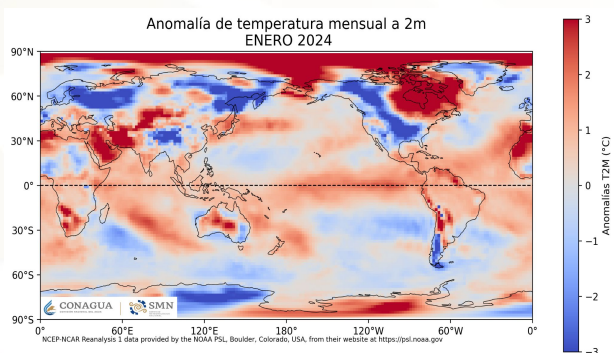 Anomalía de temperatura mensual a 2m
ENERO 2024
90°N
60°N
30°N
0°
30°S
60°S
90°S
0°
60°E
120°E
180°
120°W
60°W
0°
3
2
1
0
−1
−2
−3
Anomalías T2M (°C)
CONAGUA
SMN
NCEP-NCAR Reanalysis 1 data provided by the NOAA PSL, Boulder, Colorado, USA, from their website at https://psl.noaa.gov